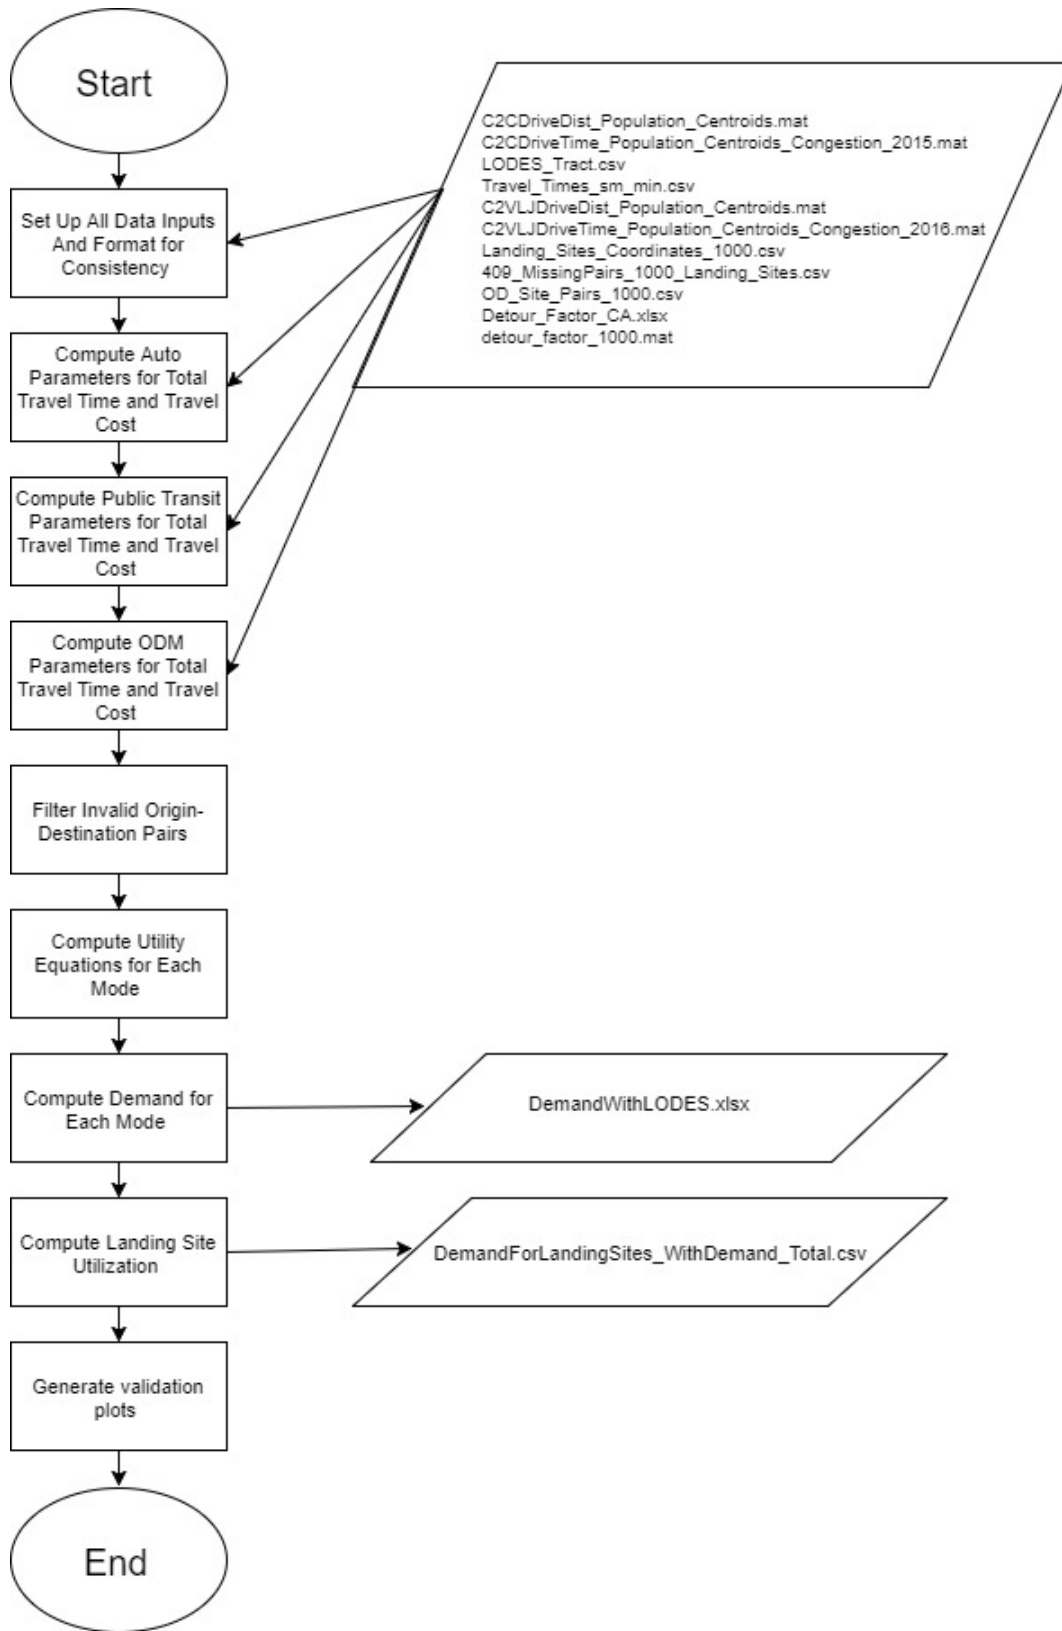 Start
C2CDriveDist_Population_Centroids.mat
C2CDriveTime_Population_Centroids_Congestion_2015.mat
LODES_Tract.csv
Travel_Times_sm_min.csv
C2VLJDriveDist_Population_Centroids.mat
C2VLJDriveTime_Population_Centroids_Congestion_2016.mat
Landing_Sites_Coordinates_1000.csv
409_MissingPairs_1000_Landing_Sites.csv
OD_Site_Pairs_1000.csv
Detour_Factor_CA.xlsx
detour_factor_1000.mat
Set Up All Data Inputs
And Format for
Consistency
Compute Auto
Parameters for Total
Travel Time and Travel
Cost
Compute Public Transit
Parameters for Total
Travel Time and Travel
Cost
Compute ODM
Parameters for Total
Travel Time and Travel
Cost
Filter Invalid Origin-
Destination Pairs
Compute Utility
Equations for Each
Mode
Compute Demand for
Each Mode
DemandWithLODES.xlsx
Compute Landing Site
Utilization
DemandForLandingSites_WithDemand_Total.csv
Generate validation
plots
End